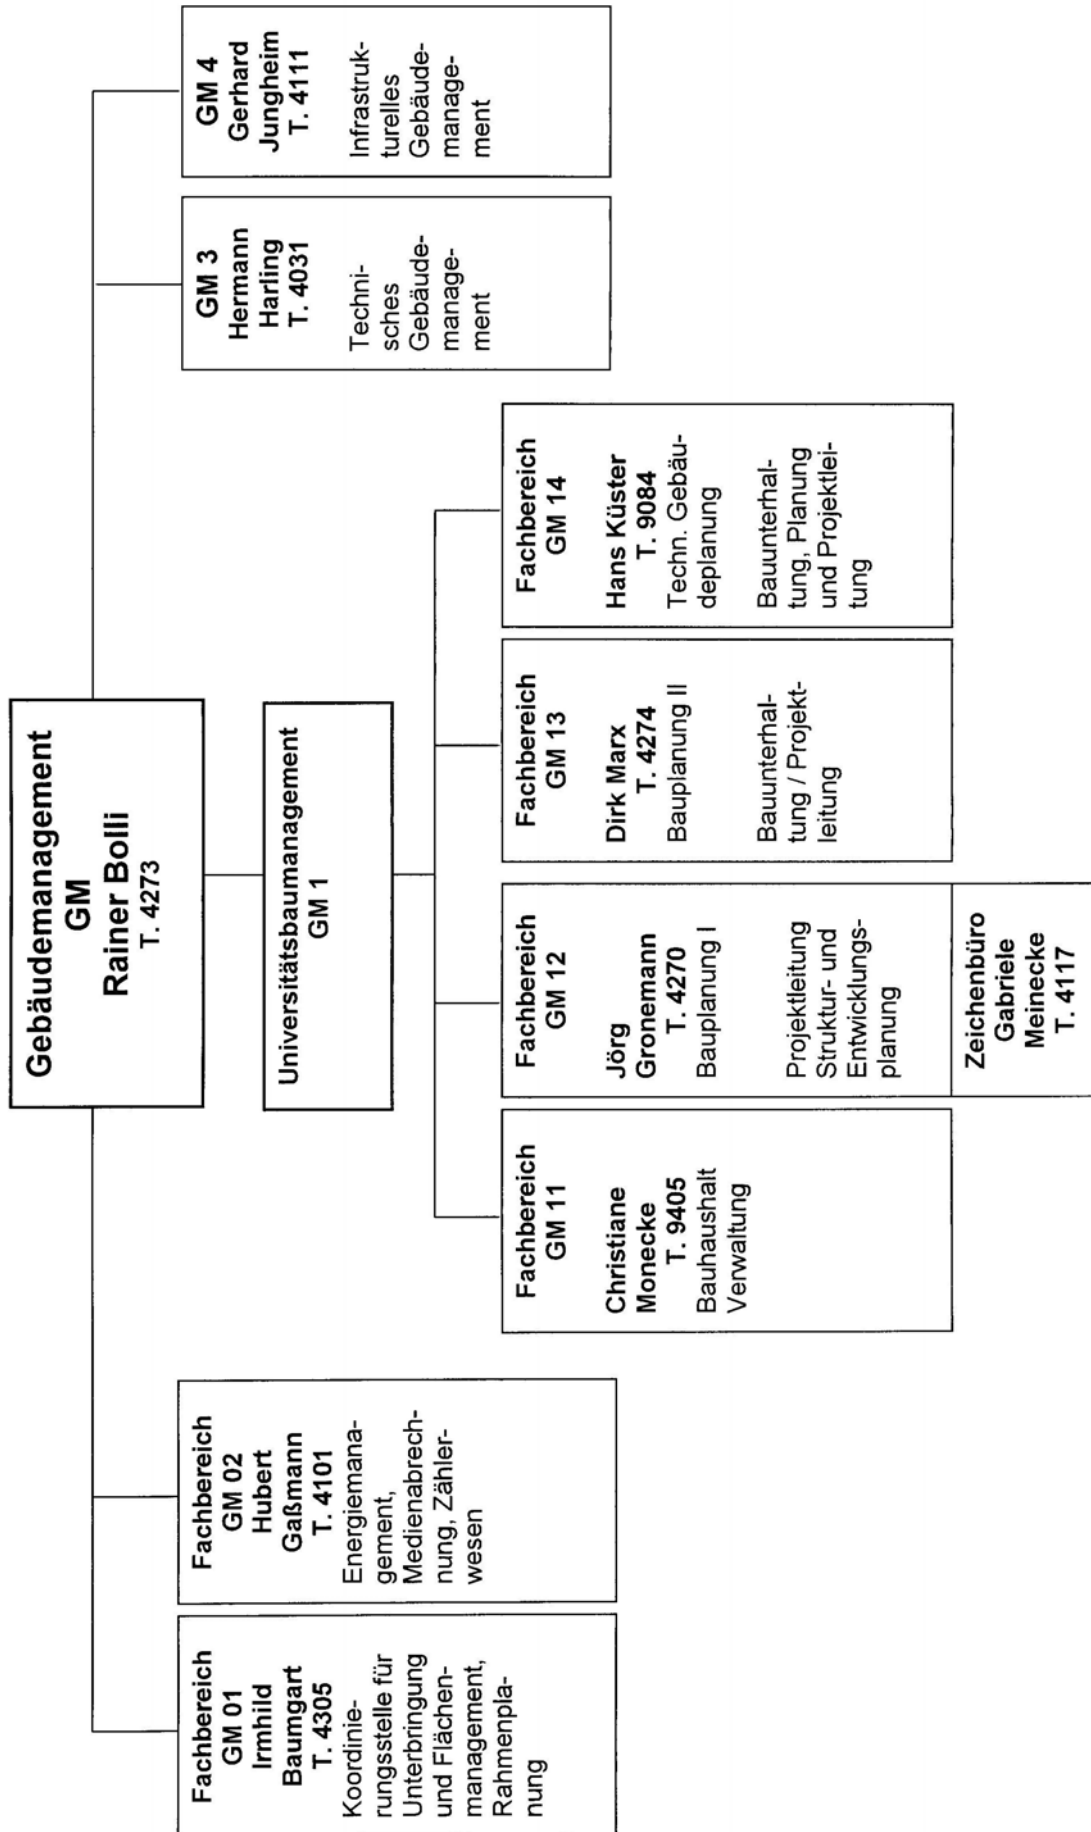 Gebäudemanagement
GM
Rainer Bolli
T. 4273
Fachbereich
GM 01
Irmhild
Baumgart
T. 4305
Koordinie-
rungsstelle für
Unterbringung
und Flächen-
management,
Rahmenpla-
nung
Fachbereich
GM 02
Hubert
Gaßmann
T. 4101
Energiemana-
gement,
Medienabrech-
nung, Zähler-
wesen
Universitätsbaumanagement
GM 1
GM 3
Hermann
Harling
T. 4031
Techni-
sches
Gebäude-
manage-
ment
GM 4
Gerhard
Jungheim
T. 4111
Infrastruk-
turelles
Gebäude-
manage-
ment
Fachbereich
GM 11
Christiane
Monecke
T. 9405
Bauhaushalt
Verwaltung
Fachbereich
GM 12
Jörg
Gronemann
T. 4270
Bauplanung I
Projektleitung
Struktur- und
Entwicklungs-
planung
Zeichenbüro
Gabriele
Meinecke
T. 4117
Fachbereich
GM 13
Dirk Marx
T. 4274
Bauplanung II
Bauunterhal-
tung / Projekt-
leitung
Fachbereich
GM 14
Hans Küster
T. 9084
Techn. Gebäu-
deplanung
Bauunterhal-
tung, Planung
und Projektlei-
tung